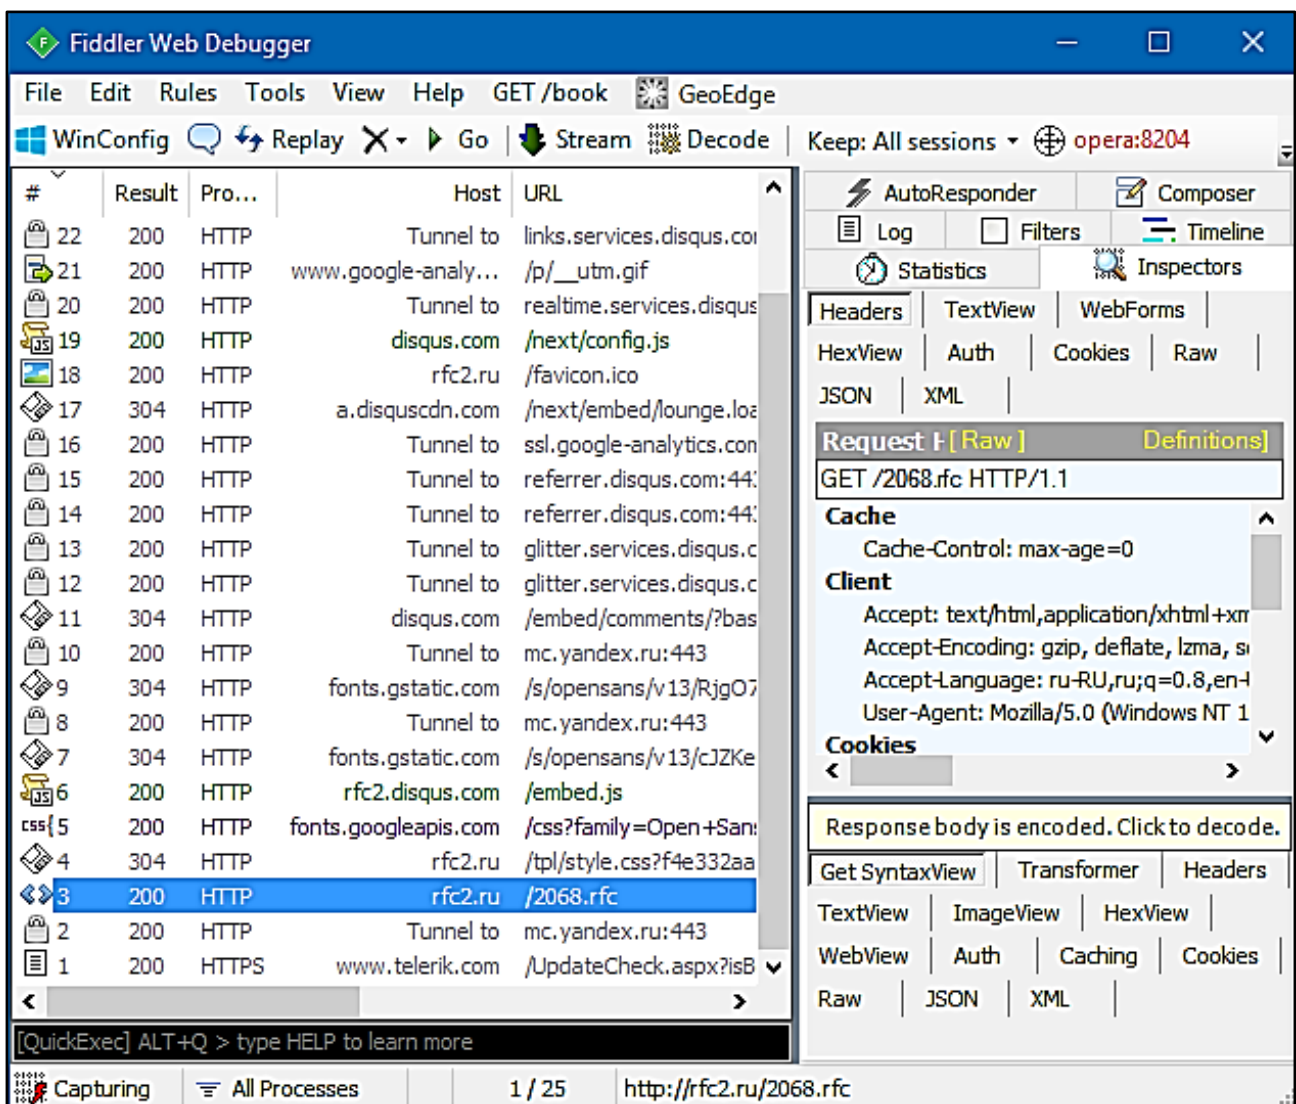 Fiddler Web Debugger
File Edit Rules Tools View Help GET /book GeoEdge
WinConfig Replay Go Stream Decode Keep: All sessions opera:8204
# Result Pro... Host URL
22 200 HTTP Tunnel to links.services.disqus.co
21 200 HTTP www.google-analy... /p/__utm.gif
20 200 HTTP Tunnel to realtime.services.disqus
19 200 HTTP disqus.com /next/config.js
18 200 HTTP rfc2.ru /favicon.ico
17 304 HTTP a.disquscdn.com /next/embed/lounge.loa
16 200 HTTP Tunnel to ssl.google-analytics.com
15 200 HTTP Tunnel to referrer.disqus.com:44
14 200 HTTP Tunnel to referrer.disqus.com:44
13 200 HTTP Tunnel to glitter.services.disqus.c
12 200 HTTP Tunnel to glitter.services.disqus.c
11 304 HTTP disqus.com /embed/comments/?bas
10 200 HTTP Tunnel to mc.yandex.ru:443
9 304 HTTP fonts.gstatic.com /s/opensans/v13/RjgO7
8 200 HTTP Tunnel to mc.yandex.ru:443
7 304 HTTP fonts.gstatic.com /s/opensans/v13/cJZKe
6 200 HTTP rfc2.disqus.com /embed.js
5 200 HTTP fonts.googleapis.com /css?family=Open+Sans
4 304 HTTP rfc2.ru /tpl/style.css?f4e332aa
3 200 HTTP rfc2.ru /2068.rfc
2 200 HTTP Tunnel to mc.yandex.ru:443
1 200 HTTPS www.telerik.com /UpdateCheck.aspx?isB
[QuickExec] ALT+Q > type HELP to learn more
AutoResponder Composer
Log Filters Timeline
Statistics Inspectors
Headers TextView WebForms
HexView Auth Cookies Raw
JSON XML
Request H [Raw] Definitions]
GET /2068.rfc HTTP/1.1
Cache
Cache-Control: max-age=0
Client
Accept: text/html,application/xhtml+xm
Accept-Encoding: gzip, deflate, lzma, s
Accept-Language: ru-RU,ru;q=0.8,en-
User-Agent: Mozilla/5.0 (Windows NT 1
Cookies
Response body is encoded. Click to decode.
Get SyntaxView Transformer Headers
TextView ImageView HexView
WebView Auth Caching Cookies
Raw JSON XML
Capturing All Processes 1 / 25 http://rfc2.ru/2068.rfc